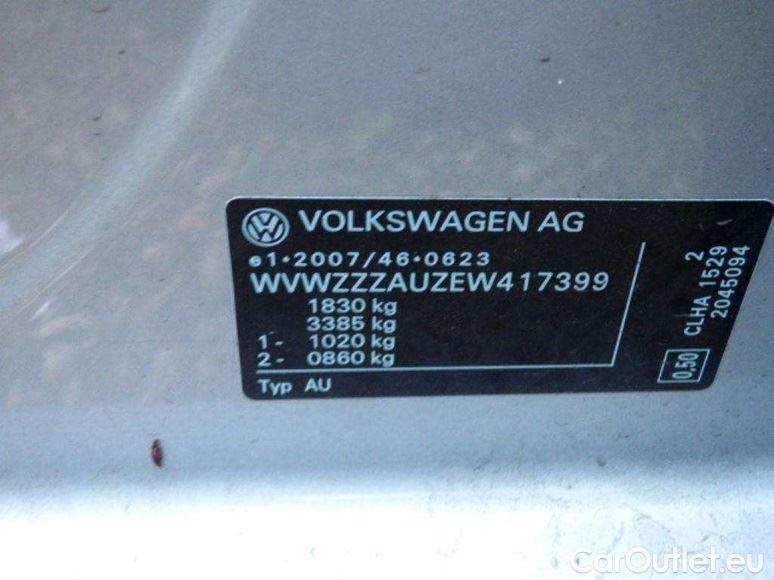 VOLKSWAGEN AG
e1*2007/46*0623
WVWZZZAUZEW417399
1830 kg
3385 kg
1 - 1020 kg
2 - 0860 kg
Typ AU
2
CLHA 1529
2045094
0,50
CarOutlet.eu